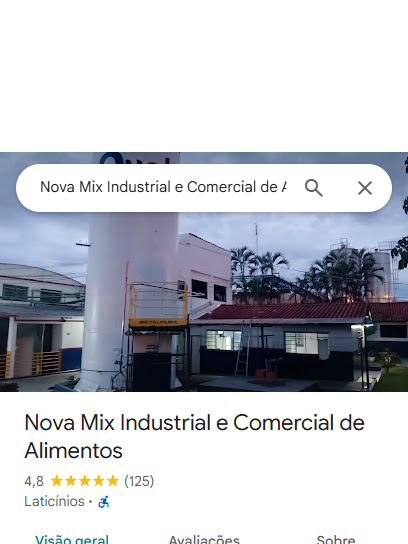 Nova Mix Industrial e Comercial de A
METALPAMA
Nova Mix Industrial e Comercial de
Alimentos
4,8 (125)
Laticínios ·
Visão geral Avaliações Sobre